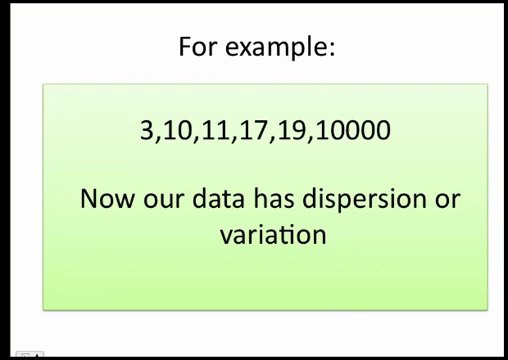 For example:
3,10,11,17,19,10000
Now our data has dispersion or
variation